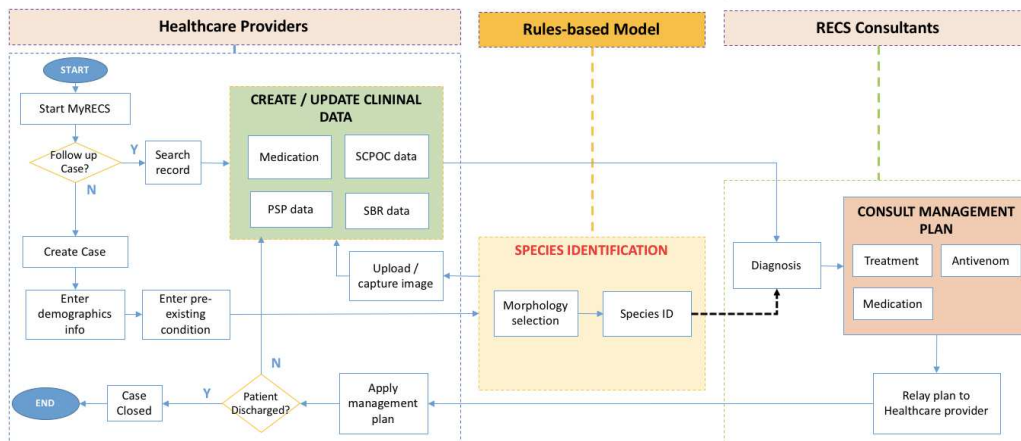 Healthcare Providers
Rules-based Model
RECS Consultants
START
Start MyRECS
Follow up
Case?
Y
N
Search
record
CREATE / UPDATE CLININAL
DATA
Medication
SCPOC data
PSP data
SBR data
Create Case
Enter
demographics
info
Enter pre-
existing
condition
Upload /
capture image
SPECIES IDENTIFICATION
Morphology
selection
Species ID
Diagnosis
CONSULT MANAGEMENT
PLAN
Treatment
Antivenom
Medication
Relay plan to
Healthcare provider
Apply
management
plan
Patient
Discharged?
N
Y
Case
Closed
END